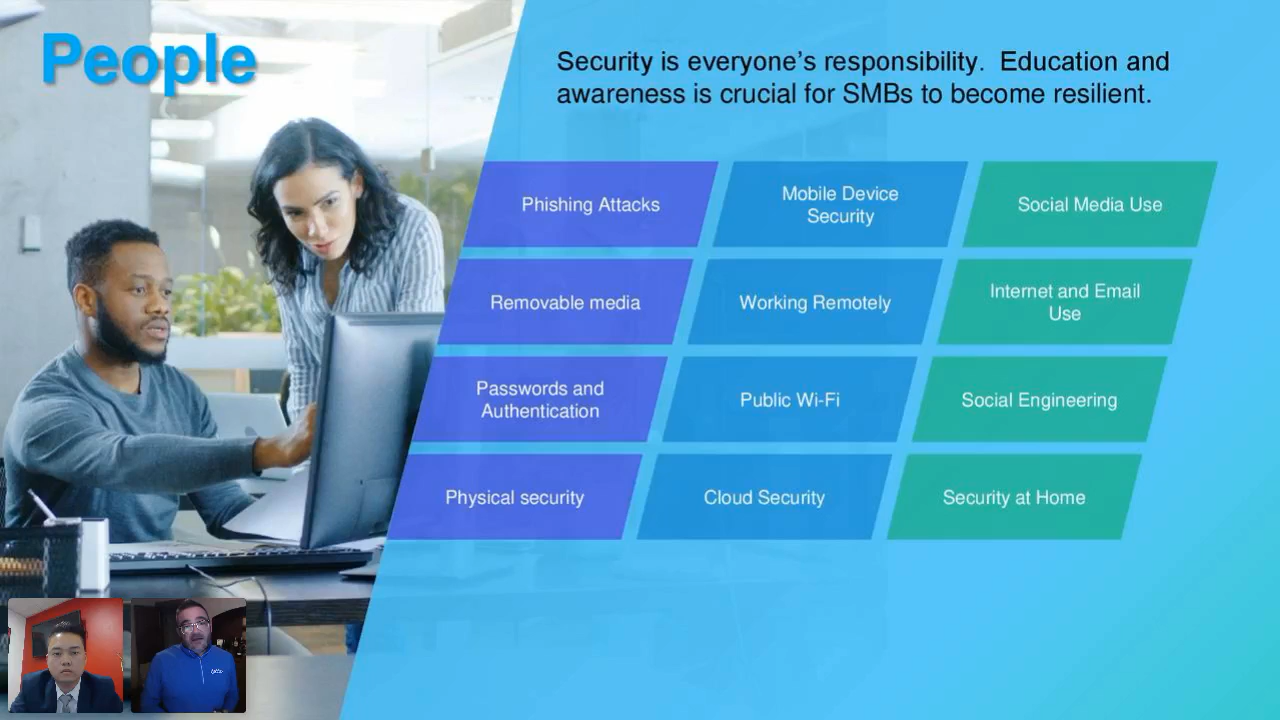 People
Security is everyone’s responsibility.  Education and
awareness is crucial for SMBs to become resilient.
Phishing Attacks
Mobile Device
Security
Social Media Use
Removable media
Working Remotely
Internet and Email
Use
Passwords and
Authentication
Public Wi-Fi
Social Engineering
Physical security
Cloud Security
Security at Home